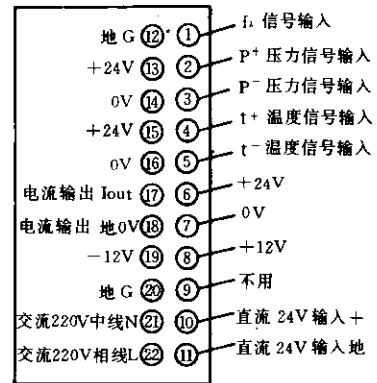 地 G ⑫ ① f₁ 信号输入
+24V ⑬ ② P⁺ 压力信号输入
0V ⑭ ③ P⁻ 压力信号输入
+24V ⑮ ④ t⁺ 温度信号输入
0V ⑯ ⑤ t⁻ 温度信号输入
电流输出 Iout ⑰ ⑥ +24V
电流输出 地0V ⑱ ⑦ 0V
−12V ⑲ ⑧ +12V
地 G ⑳ ⑨ 不用
交流220V中线N ㉑ ⑩ 直流 24V 输入+
交流220V相线L ㉒ ⑪ 直流 24V 输入地